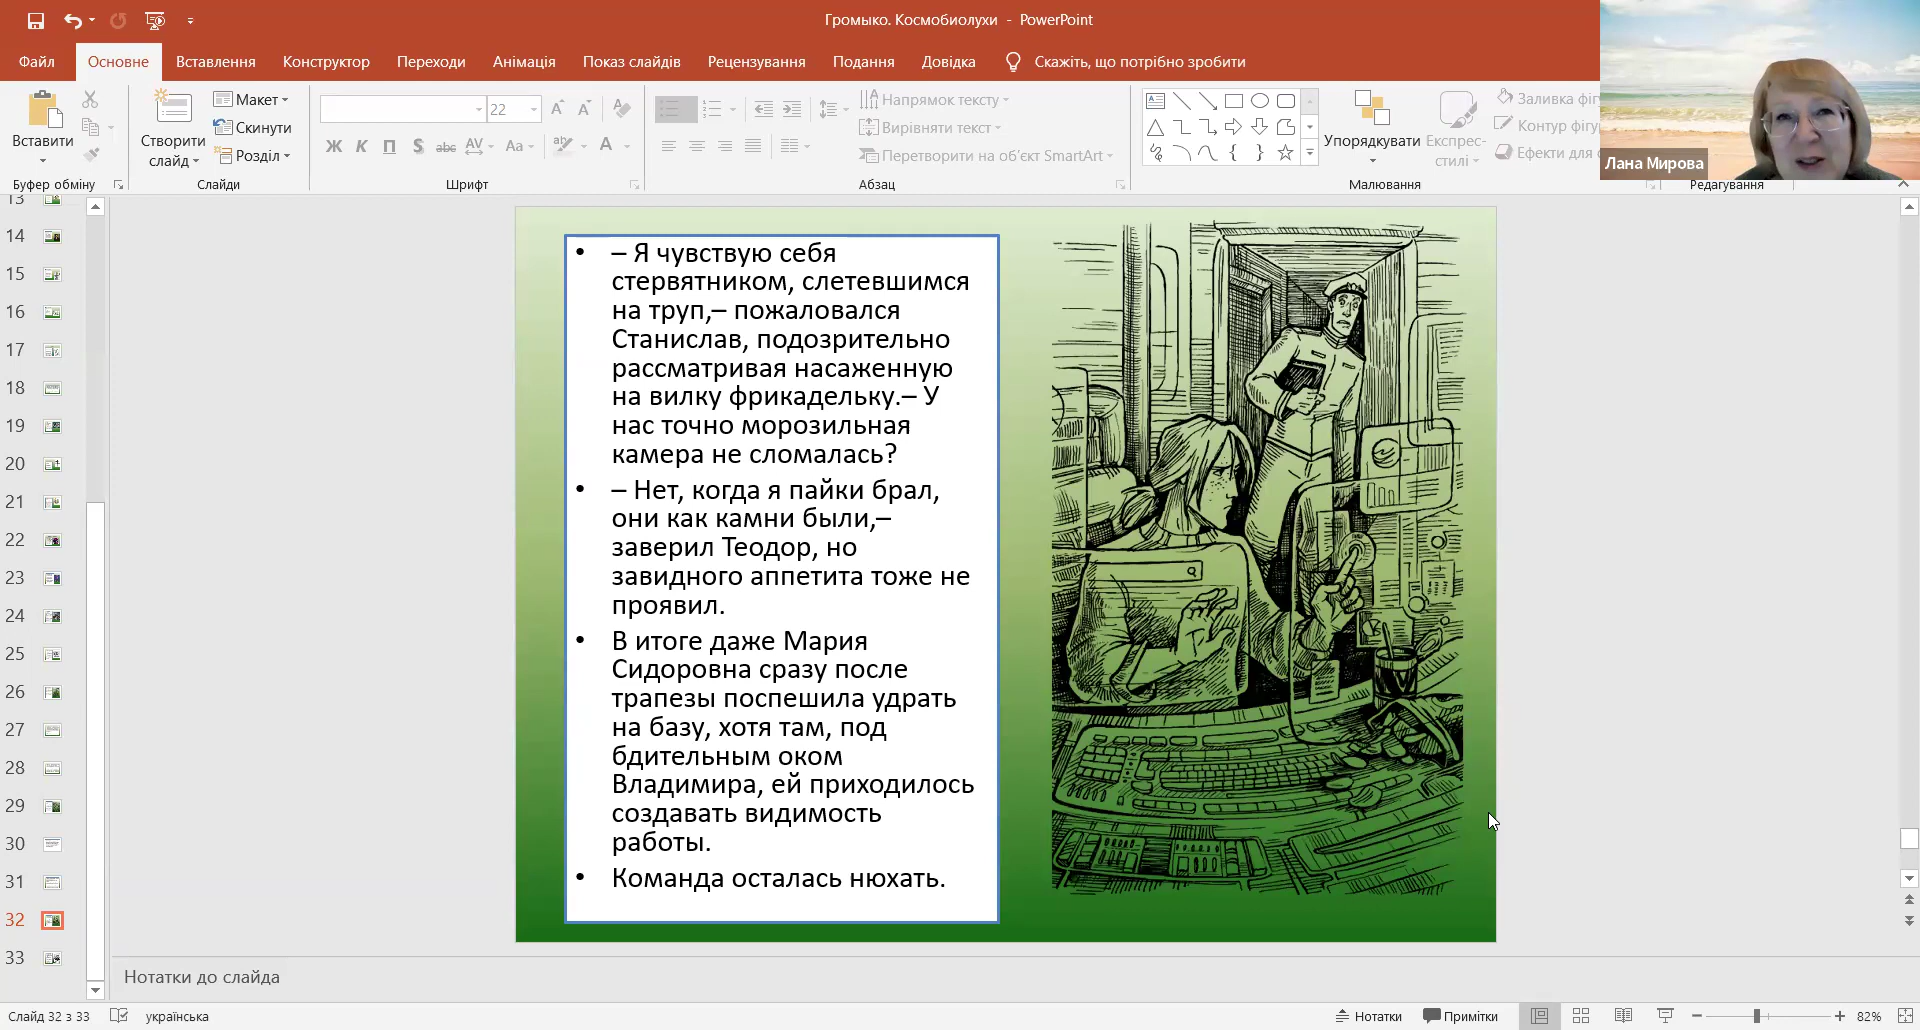 Громыко. Космобиолухи - PowerPoint
Файл Основне Вставлення Конструктор Переходи Анімація Показ слайдів Рецензування Подання Довідка Скажіть, що потрібно зробити
Вставити
Створити слайд
Макет
Скинути
Розділ
22
Ж К П S abc AV Aa А
Напрямок тексту
Вирівняти текст
Перетворити на об'єкт SmartArt
Упорядкувати
Експрес-стилі
Заливка фігу
Контур фігу
Ефекти для
Буфер обміну Слайди Шрифт Абзац Малювання Редагування
Лана Мирова
13
14
15
16
17
18
19
20
21
22
23
24
25
26
27
28
29
30
31
32
33
• – Я чувствую себя
стервятником, слетевшимся
на труп,– пожаловался
Станислав, подозрительно
рассматривая насаженную
на вилку фрикадельку.– У
нас точно морозильная
камера не сломалась?
• – Нет, когда я пайки брал,
они как камни были,–
заверил Теодор, но
завидного аппетита тоже не
проявил.
• В итоге даже Мария
Сидоровна сразу после
трапезы поспешила удрать
на базу, хотя там, под
бдительным оком
Владимира, ей приходилось
создавать видимость
работы.
• Команда осталась нюхать.
Нотатки до слайда
Слайд 32 з 33 українська Нотатки Примітки 82%